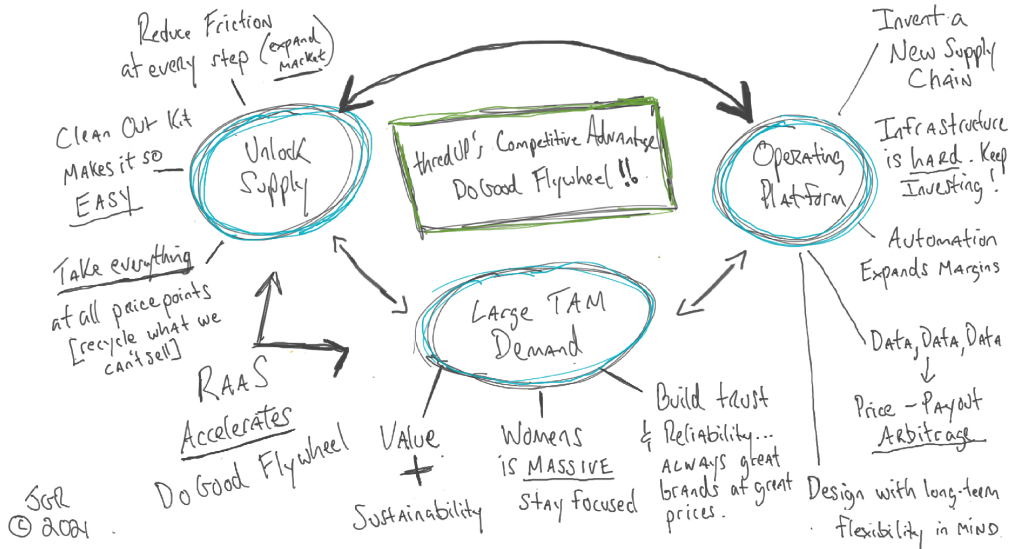 Reduce Friction
at every step (expand
market)
Clean Out Kit
Makes it so
EASY
Take everything
at all price points
[recycle what we
can't sell]
Unlock
Supply
thredUP's Competitive Advantage
Do Good Flywheel!!
Operating
Platform
Invent a
New Supply
Chain
Infrastructure
is HARD. Keep
Investing!
Automation
Expands Margins
Data, Data, Data
Price - Payout
Arbitrage
Design with long-term
flexibility in MIND.
Large TAM
Demand
RAAS
Accelerates
Do Good Flywheel
Value
+
Sustainability
Womens
is MASSIVE
Stay Focused
Build trust
& Reliability...
ALWAYS great
brands at great
prices.
JGR
© 2021.